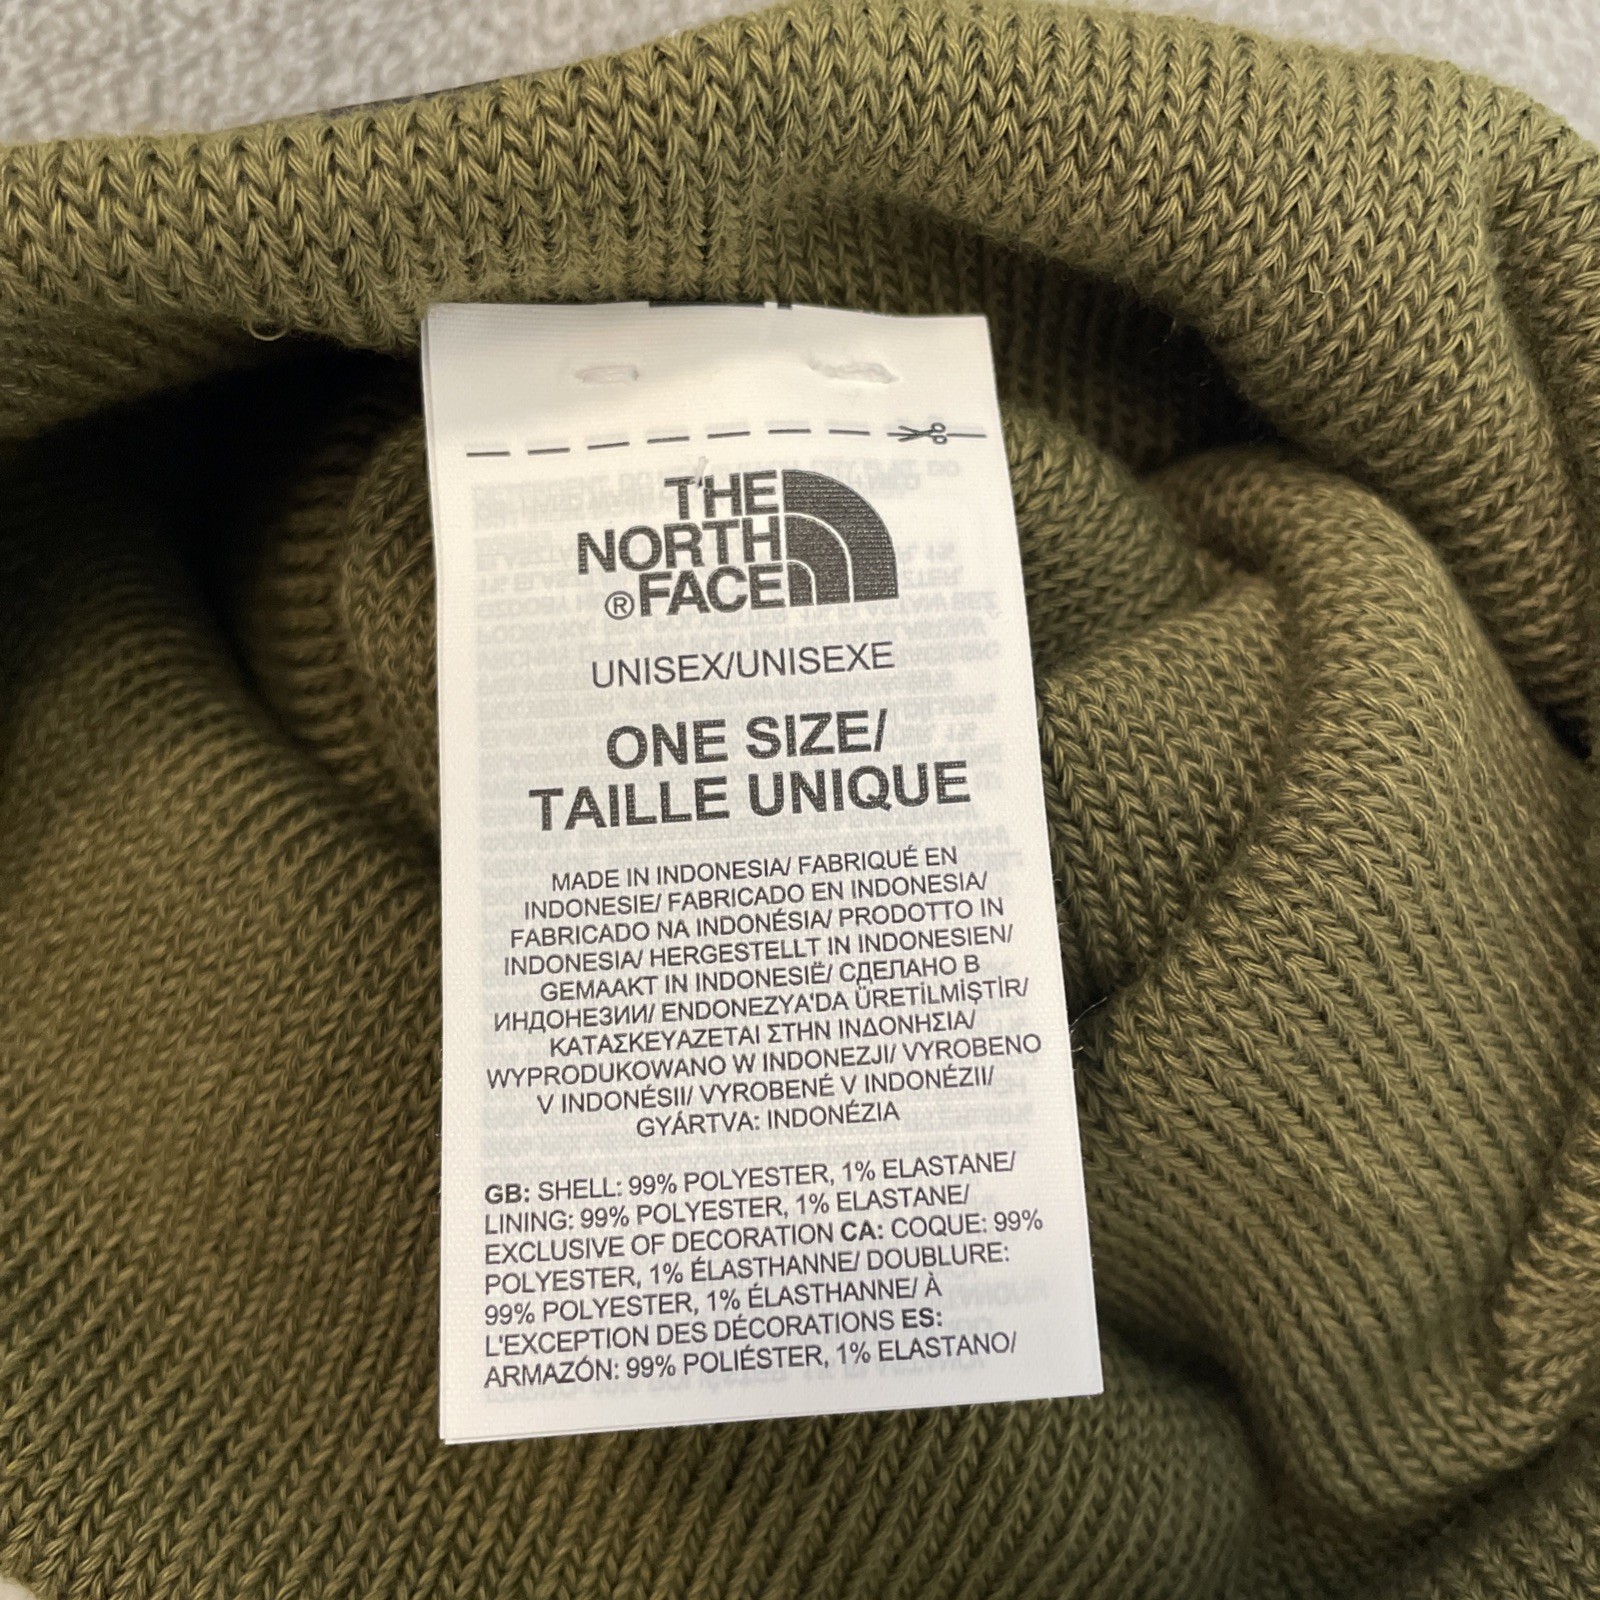 THE
NORTH
®FACE
UNISEX/UNISEXE
ONE SIZE/
TAILLE UNIQUE
MADE IN INDONESIA/ FABRIQUÉ EN
INDONESIE/ FABRICADO EN INDONESIA/
FABRICADO NA INDONÉSIA/ PRODOTTO IN
INDONESIA/ HERGESTELLT IN INDONESIEN/
GEMAAKT IN INDONESIË/ СДЕЛАНО В
ИНДОНЕЗИИ/ ENDONEZYA'DA ÜRETİLMİŞTİR/
ΚΑΤΑΣΚΕΥΑΖΕΤΑΙ ΣΤΗΝ ΙΝΔΟΝΗΣΙΑ/
WYPRODUKOWANO W INDONEZJI/ VYROBENO
V INDONÉSII/ VYROBENÉ V INDONÉZII/
GYÁRTVA: INDONÉZIA
GB: SHELL: 99% POLYESTER, 1% ELASTANE/
LINING: 99% POLYESTER, 1% ELASTANE/
EXCLUSIVE OF DECORATION CA: COQUE: 99%
POLYESTER, 1% ÉLASTHANNE/ DOUBLURE:
99% POLYESTER, 1% ÉLASTHANNE/ À
L'EXCEPTION DES DÉCORATIONS ES:
ARMAZÓN: 99% POLIÉSTER, 1% ELASTANO/